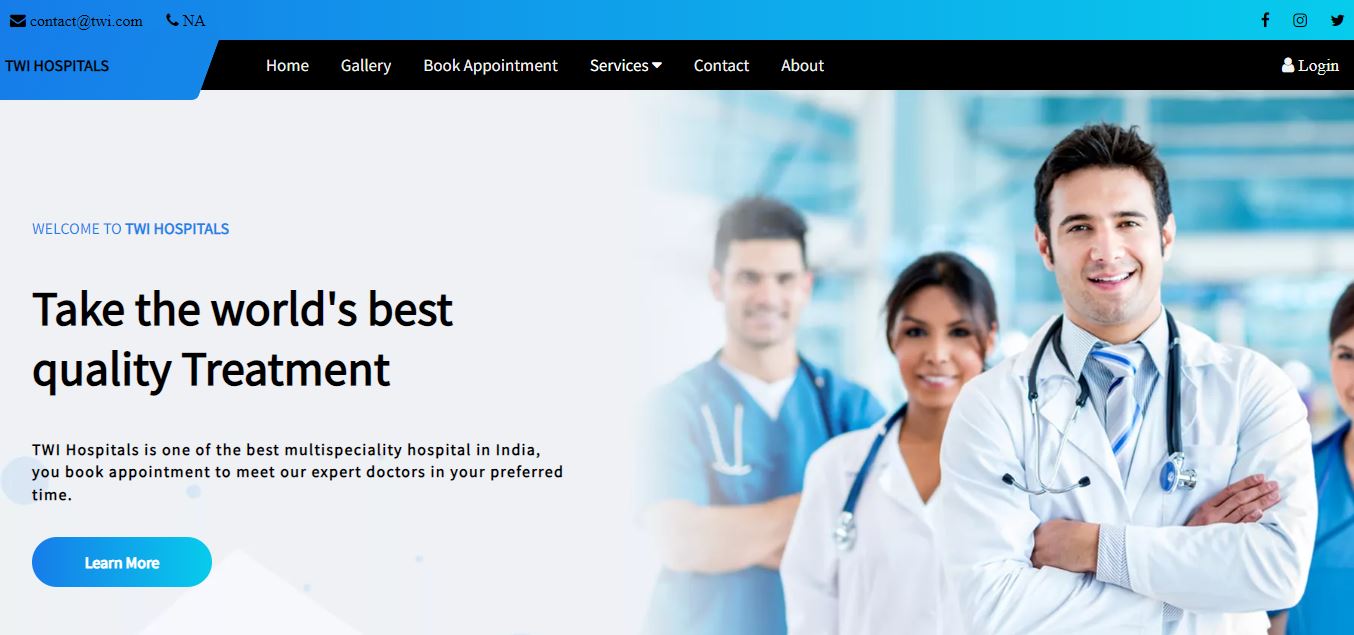 contact@twi.com NA
TWI HOSPITALS
Home Gallery Book Appointment Services Contact About Login
WELCOME TO TWI HOSPITALS
Take the world's best
quality Treatment
TWI Hospitals is one of the best multispeciality hospital in India,
you book appointment to meet our expert doctors in your preferred
time.
Learn More